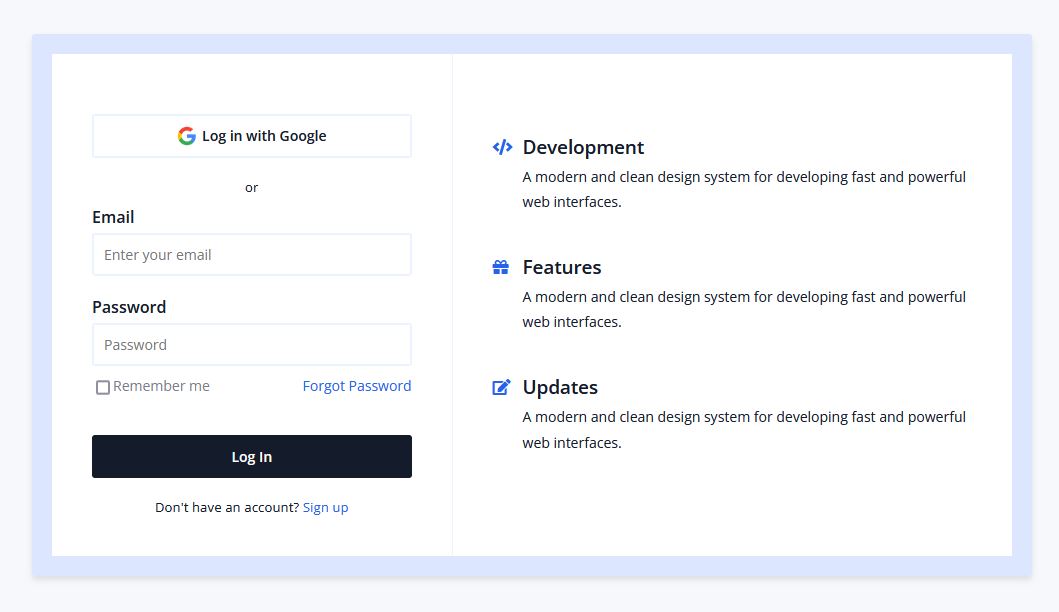 Log in with Google
or
Email
Enter your email
Password
Password
Remember me
Forgot Password
Log In
Don't have an account? Sign up
Development
A modern and clean design system for developing fast and powerful
web interfaces.
Features
A modern and clean design system for developing fast and powerful
web interfaces.
Updates
A modern and clean design system for developing fast and powerful
web interfaces.